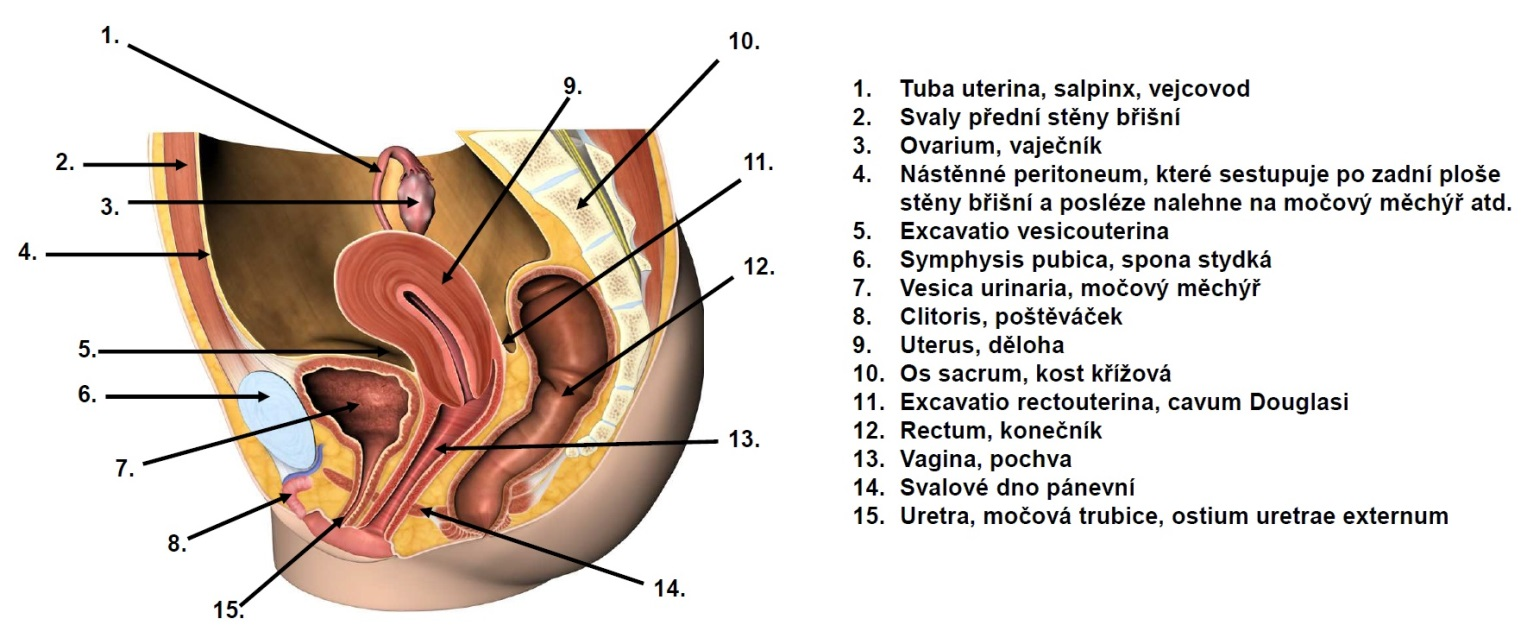 1.
10.
9.
2.
11.
3.
4.
12.
5.
6.
13.
7.
8.
14.
15.
1. Tuba uterina, salpinx, vejcovod
2. Svaly přední stěny břišní
3. Ovarium, vaječník
4. Nástěnné peritoneum, které sestupuje po zadní ploše
stěny břišní a posléze nalehne na močový měchýř atd.
5. Excavatio vesicouterina
6. Symphysis pubica, spona stydká
7. Vesica urinaria, močový měchýř
8. Clitoris, poštěváček
9. Uterus, děloha
10. Os sacrum, kost křížová
11. Excavatio rectouterina, cavum Douglasi
12. Rectum, konečník
13. Vagina, pochva
14. Svalové dno pánevní
15. Uretra, močová trubice, ostium uretrae externum